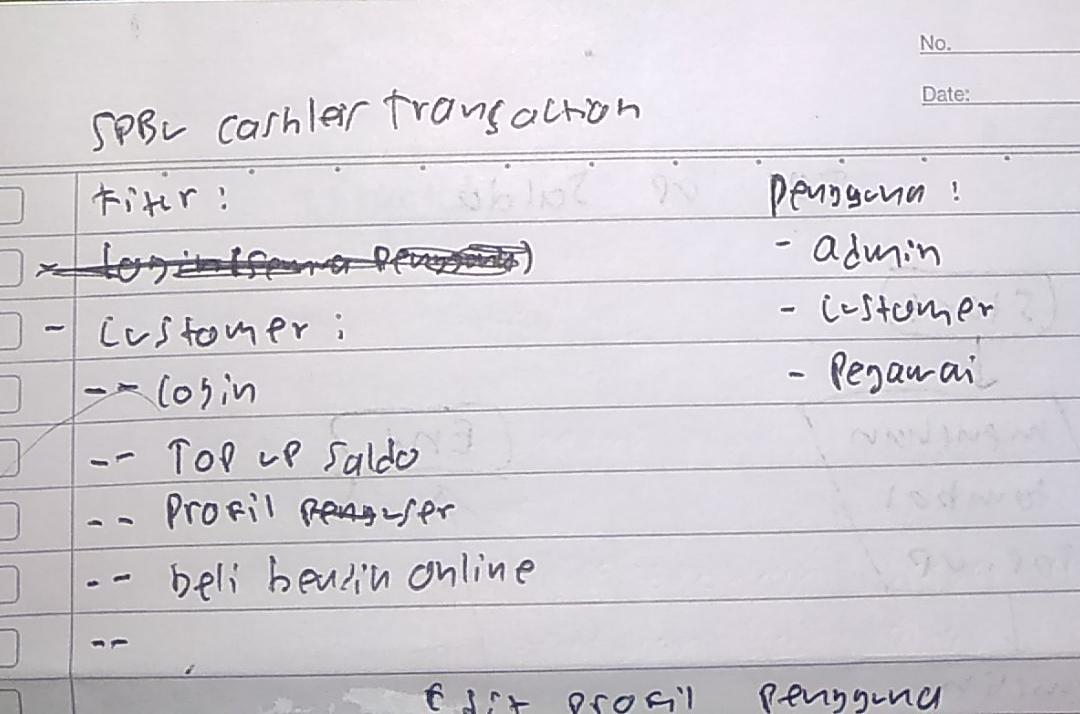 No.
Date:
SPBU cashier transaction
Fitur :
Login (semua pengguna)
- Customer :
-- Login
-- Top up saldo
-- Profil user
-- beli bensin online
--
Pengguna :
- admin
- customer
- Pegawai
Edit profil pengguna